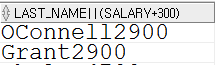 LAST_NAME||(SALARY+300)
OConnell2900
Grant2900